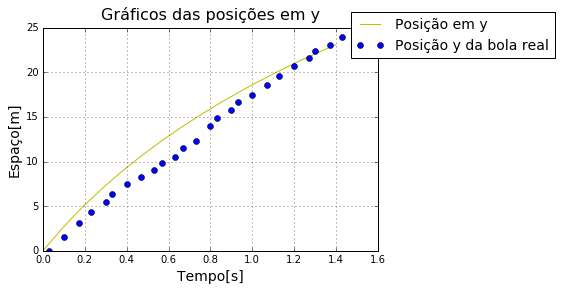 Gráficos das posições em y
Posição em y
Posição y da bola real
Espaço[m]
25
20
15
10
5
0
0.0 0.2 0.4 0.6 0.8 1.0 1.2 1.4 1.6
Tempo[s]